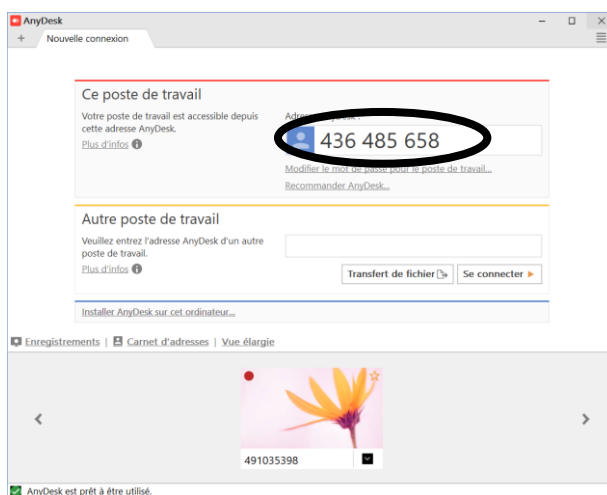 AnyDesk
Nouvelle connexion
Ce poste de travail
Votre poste de travail est accessible depuis
cette adresse AnyDesk.
Plus d'infos
Adresse AnyDesk :
436 485 658
Modifier le mot de passe pour le poste de travail...
Recommander AnyDesk...
Autre poste de travail
Veuillez entrez l'adresse AnyDesk d'un autre
poste de travail.
Plus d'infos
Transfert de fichier
Se connecter
Installer AnyDesk sur cet ordinateur...
Enregistrements | Carnet d'adresses | Vue élargie
491035398
AnyDesk est prêt à être utilisé.